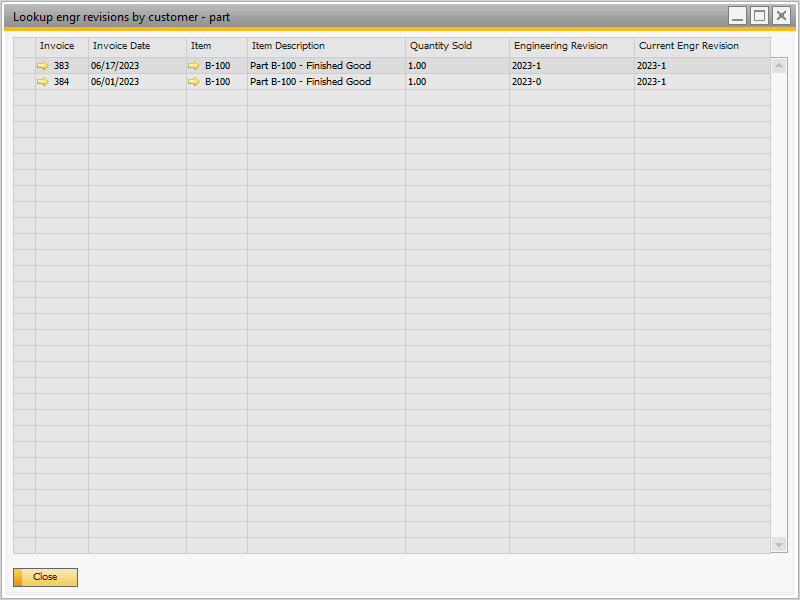 Lookup engr revisions by customer - part
Invoice Invoice Date Item Item Description Quantity Sold Engineering Revision Current Engr Revision
383 06/17/2023 B-100 Part B-100 - Finished Good 1.00 2023-1 2023-1
384 06/01/2023 B-100 Part B-100 - Finished Good 1.00 2023-0 2023-1
Close